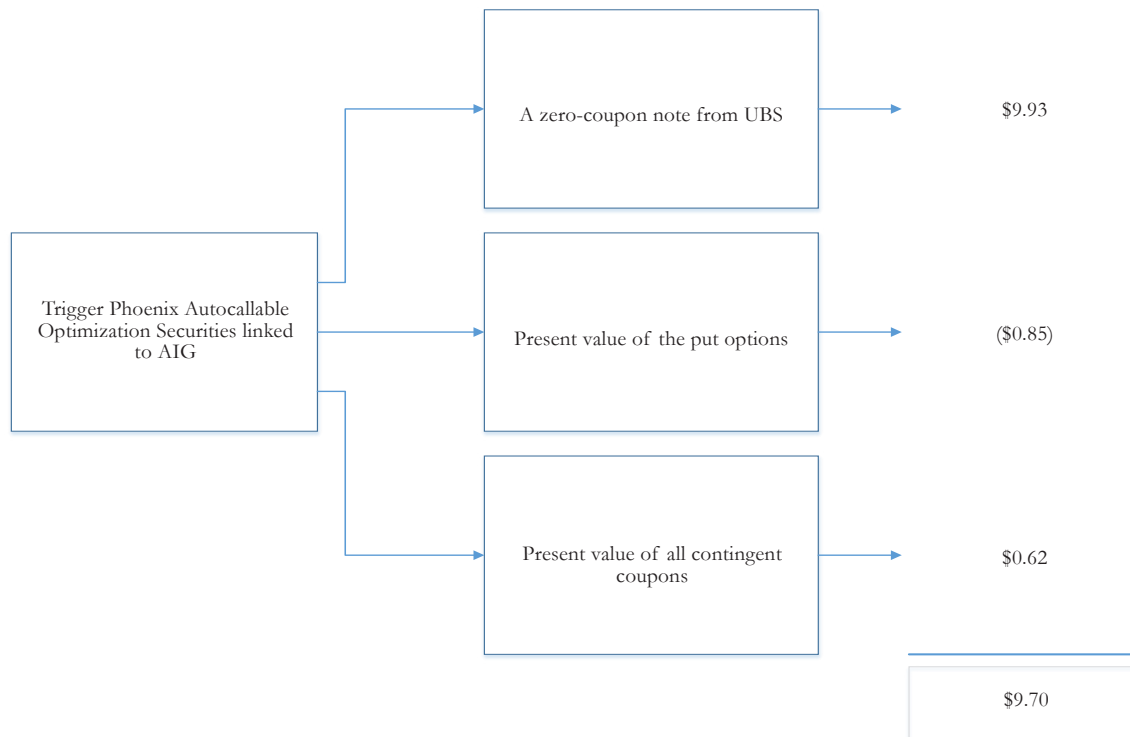 A zero-coupon note from UBS
$9.93
Trigger Phoenix Autocallable
Optimization Securities linked
to AIG
Present value of the put options
($0.85)
Present value of all contingent
coupons
$0.62
$9.70